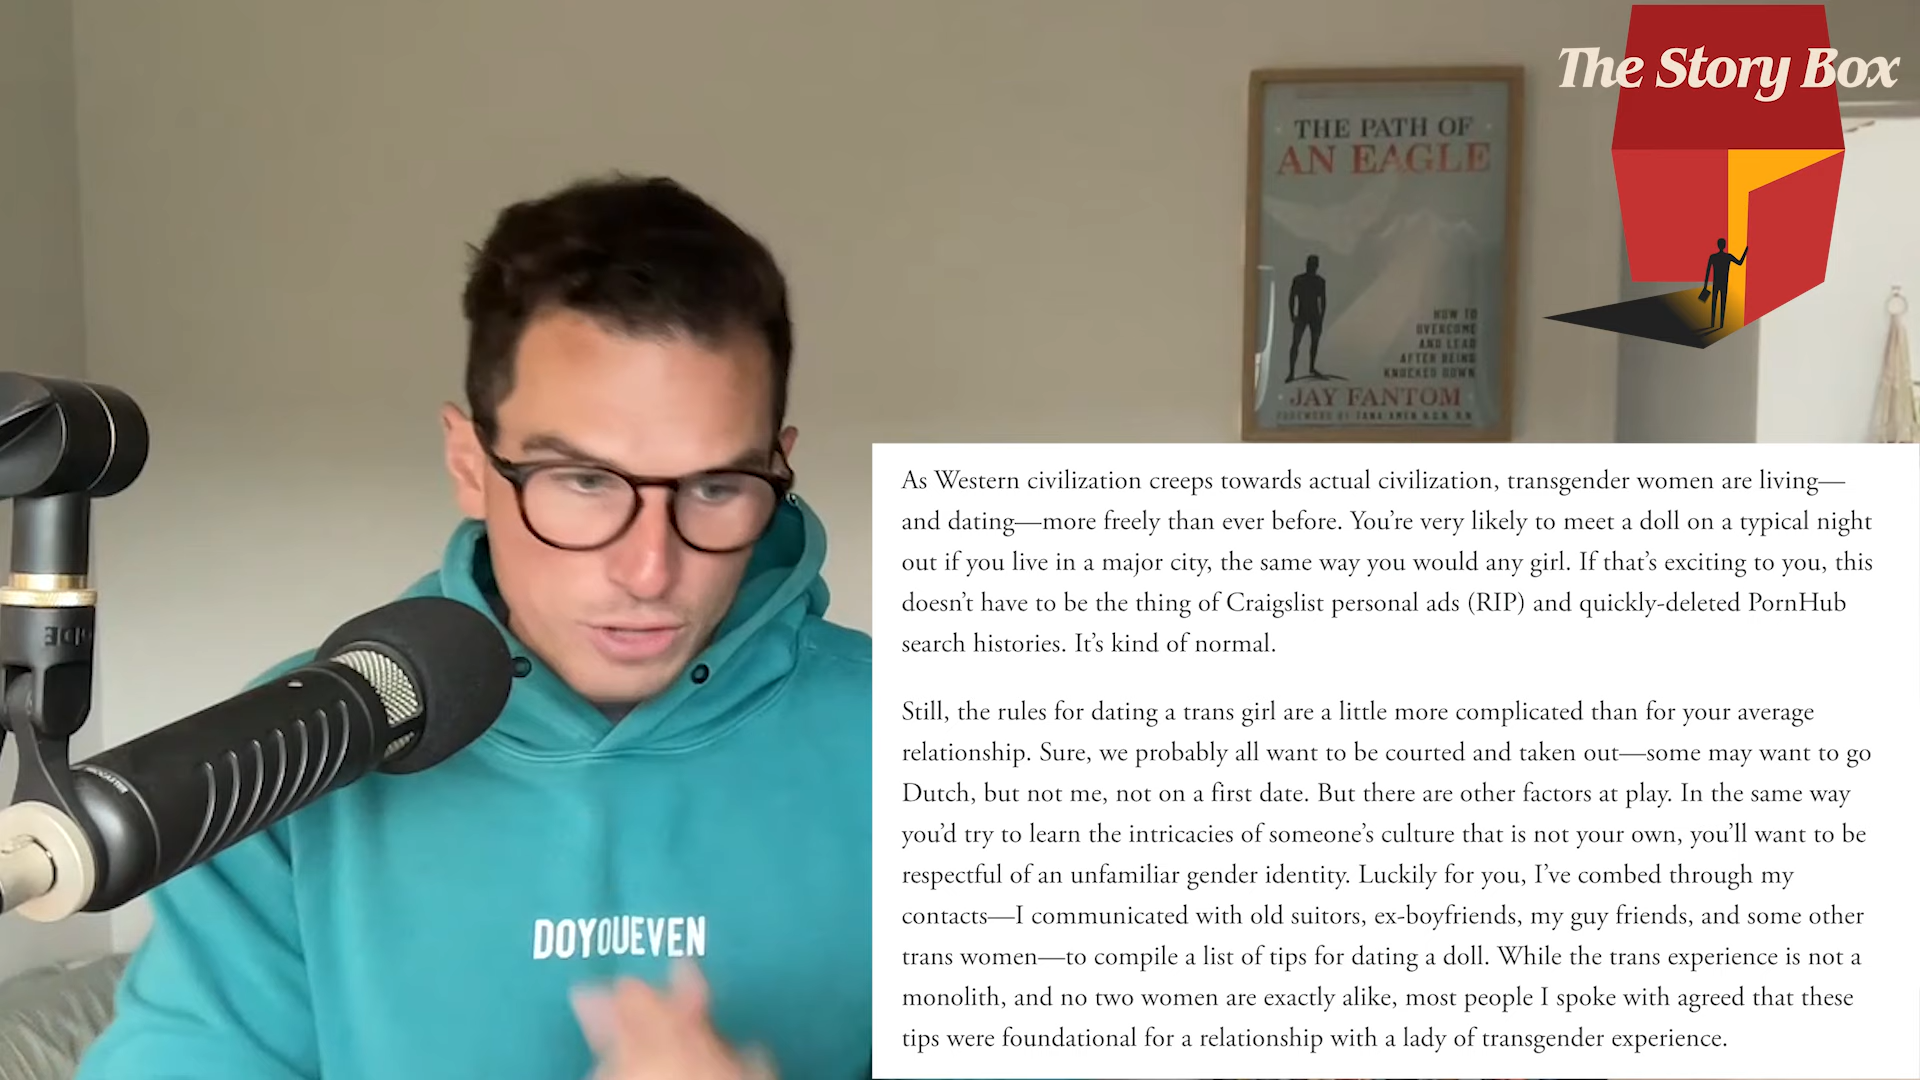 The Story Box
THE PATH OF
AN EAGLE
HOW TO
OVERCOME
AND LEAD
AFTER BEING
KNOCKED DOWN
JAY FANTOM
As Western civilization creeps towards actual civilization, transgender women are living—
and dating—more freely than ever before. You’re very likely to meet a doll on a typical night
out if you live in a major city, the same way you would any girl. If that’s exciting to you, this
doesn’t have to be the thing of Craigslist personal ads (RIP) and quickly-deleted PornHub
search histories. It’s kind of normal.
Still, the rules for dating a trans girl are a little more complicated than for your average
relationship. Sure, we probably all want to be courted and taken out—some may want to go
Dutch, but not me, not on a first date. But there are other factors at play. In the same way
you’d try to learn the intricacies of someone’s culture that is not your own, you’ll want to be
respectful of an unfamiliar gender identity. Luckily for you, I’ve combed through my
contacts—I communicated with old suitors, ex-boyfriends, my guy friends, and some other
trans women—to compile a list of tips for dating a doll. While the trans experience is not a
monolith, and no two women are exactly alike, most people I spoke with agreed that these
tips were foundational for a relationship with a lady of transgender experience.
DOYOUEVEN